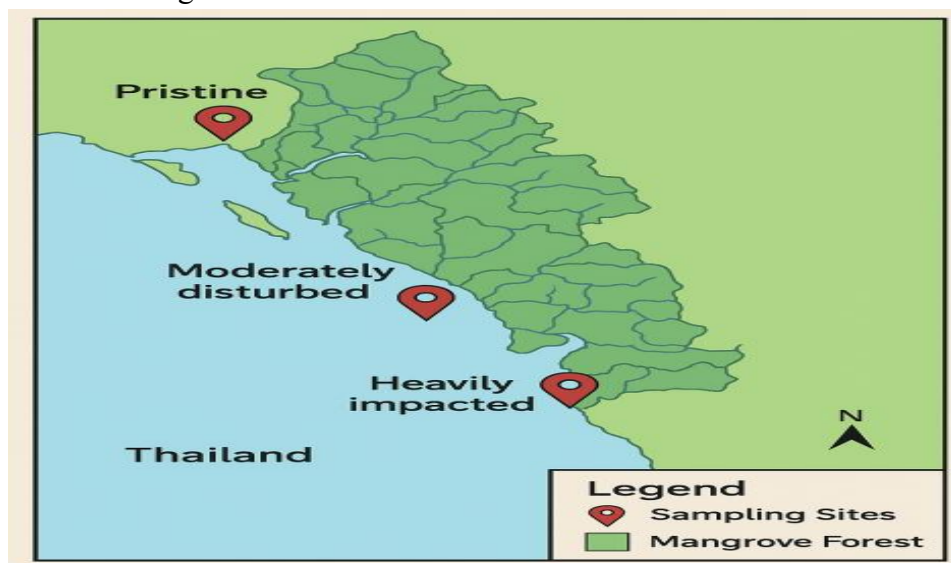 Pristine
Moderately
disturbed
Heavily
impacted
Thailand
N
Legend
Sampling Sites
Mangrove Forest